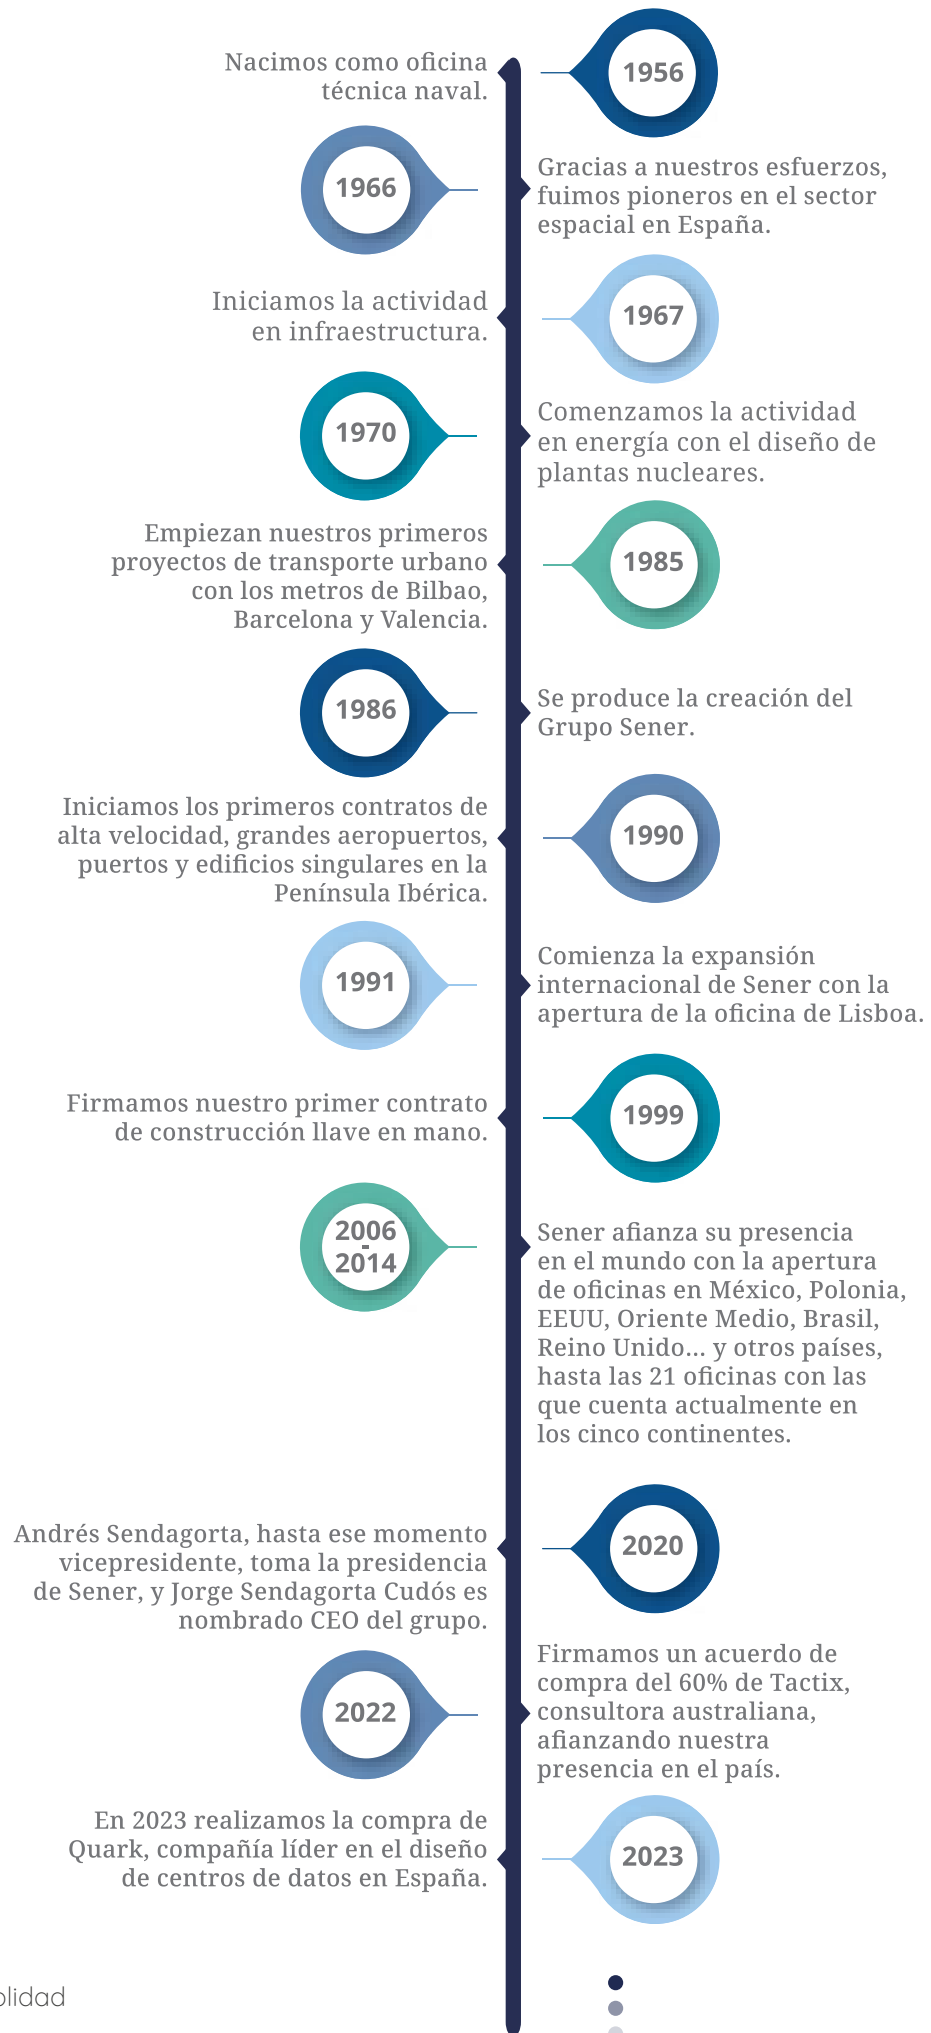 Nacimos como oficina
técnica naval.
1956
1966
Gracias a nuestros esfuerzos,
fuimos pioneros en el sector
espacial en España.
Iniciamos la actividad
en infraestructura.
1967
1970
Comenzamos la actividad
en energía con el diseño de
plantas nucleares.
Empiezan nuestros primeros
proyectos de transporte urbano
con los metros de Bilbao,
Barcelona y Valencia.
1985
1986
Se produce la creación del
Grupo Sener.
Iniciamos los primeros contratos de
alta velocidad, grandes aeropuertos,
puertos y edificios singulares en la
Península Ibérica.
1990
1991
Comienza la expansión
internacional de Sener con la
apertura de la oficina de Lisboa.
Firmamos nuestro primer contrato
de construcción llave en mano.
1999
2006
-
2014
Sener afianza su presencia
en el mundo con la apertura
de oficinas en México, Polonia,
EEUU, Oriente Medio, Brasil,
Reino Unido... y otros países,
hasta las 21 oficinas con las
que cuenta actualmente en
los cinco continentes.
Andrés Sendagorta, hasta ese momento
vicepresidente, toma la presidencia
de Sener, y Jorge Sendagorta Cudós es
nombrado CEO del grupo.
2020
2022
Firmamos un acuerdo de
compra del 60% de Tactix,
consultora australiana,
afianzando nuestra
presencia en el país.
En 2023 realizamos la compra de
Quark, compañía líder en el diseño
de centros de datos en España.
2023